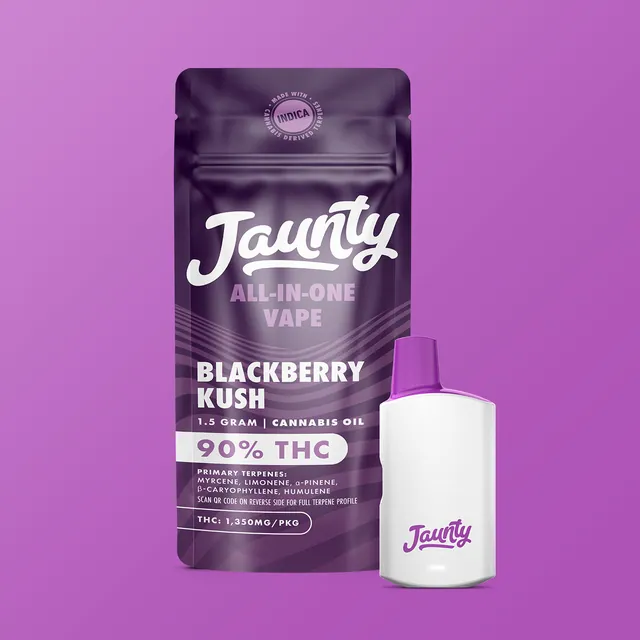 • MADE WITH •
CANNABIS DERIVED TERPENES
INDICA
Jaunty
ALL-IN-ONE
VAPE
BLACKBERRY
KUSH
1.5 GRAM | CANNABIS OIL
90% THC
PRIMARY TERPENES:
MYRCENE, LIMONENE, α-PINENE,
β-CARYOPHYLLENE, HUMULENE
SCAN QR CODE ON REVERSE SIDE FOR FULL TERPENE PROFILE
THC: 1,350MG/PKG
Jaunty